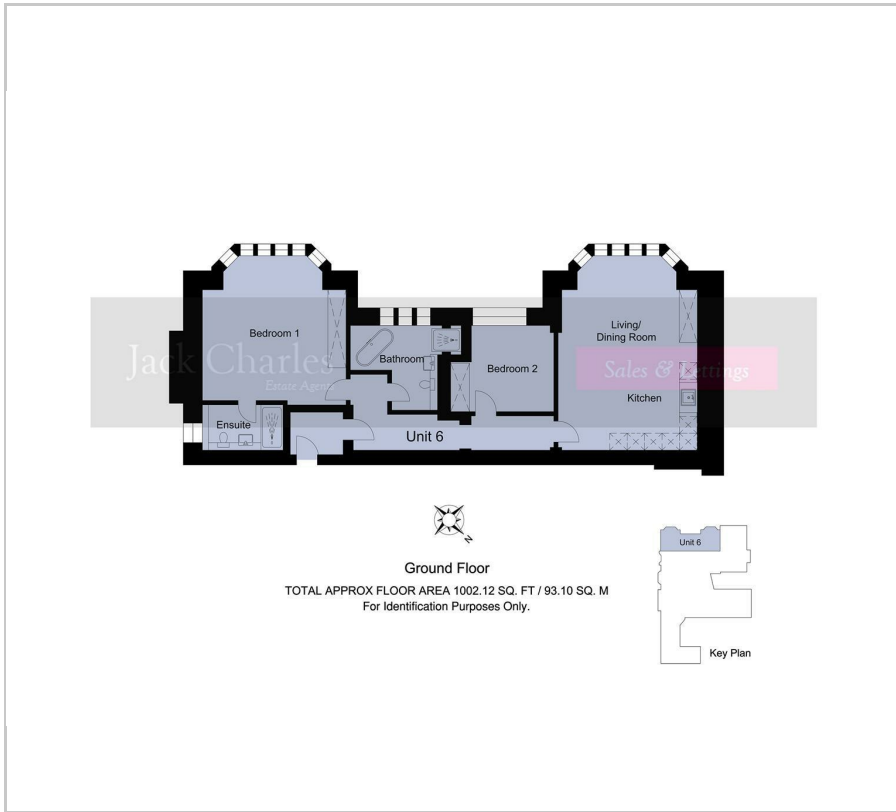 Bedroom 1
Living/
Dining Room
Jack Charles
Estate Agents
Bathroom
Bedroom 2
Sales & Lettings
Kitchen
Ensuite
Unit 6
N
Unit 6
Ground Floor
TOTAL APPROX FLOOR AREA 1002.12 SQ. FT / 93.10 SQ. M
For Identification Purposes Only.
Key Plan